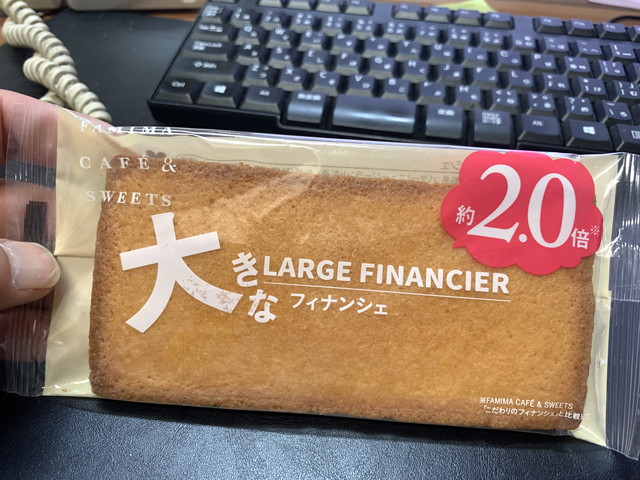 FAMIMA
CAFÉ &
SWEETS
約2.0倍※
大きな
LARGE FINANCIER
フィナンシェ
※FAMIMA CAFÉ & SWEETS
「こだわりのフィナンシェ」と比較